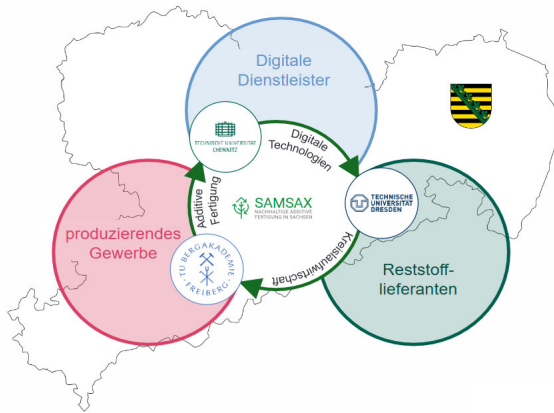 Digitale
Dienstleister
TECHNISCHE UNIVERSITÄT
CHEMNITZ
Digitale
Technologien
Additive
Fertigung
SAMSAX
NACHHALTIGE ADDITIVE
FERTIGUNG IN SACHSEN
TECHNISCHE
UNIVERSITÄT
DRESDEN
produzierendes
Gewerbe
TU BERGAKADEMIE
FREIBERG
Kreislaufwirtschaft
Reststoff-
lieferanten